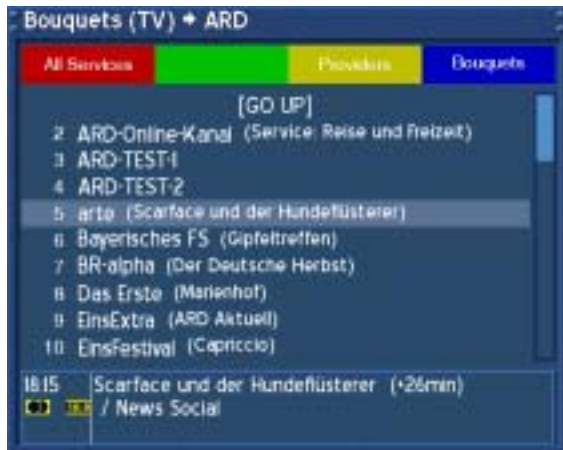 Bouquets (TV) → ARD
All Services Providers Bouquets
[GO UP]
2 ARD-Online-Kanal (Service: Reise und Freizeit)
3 ARD-TEST-1
4 ARD-TEST-2
5 arte (Scarface und der Hundeflüsterer)
6 Bayerisches FS (Gipfeltreffen)
7 BR-alpha (Der Deutsche Herbst)
8 Das Erste (Marienhof)
9 EinsExtra (ARD Aktuell)
10 EinsFestival (Capriccio)
18:15 Scarface und der Hundeflüsterer (+26min)
/ News Social